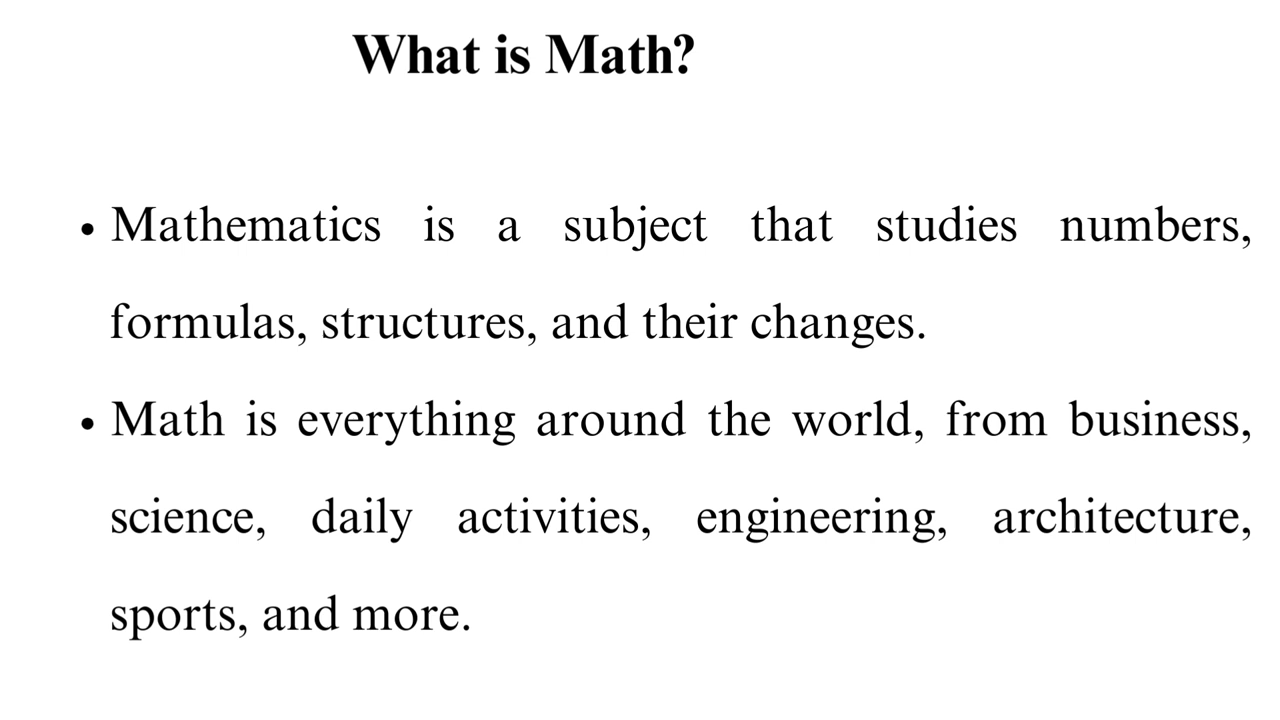 What is Math?
• Mathematics is a subject that studies numbers,
formulas, structures, and their changes.
• Math is everything around the world, from business,
science, daily activities, engineering, architecture,
sports, and more.